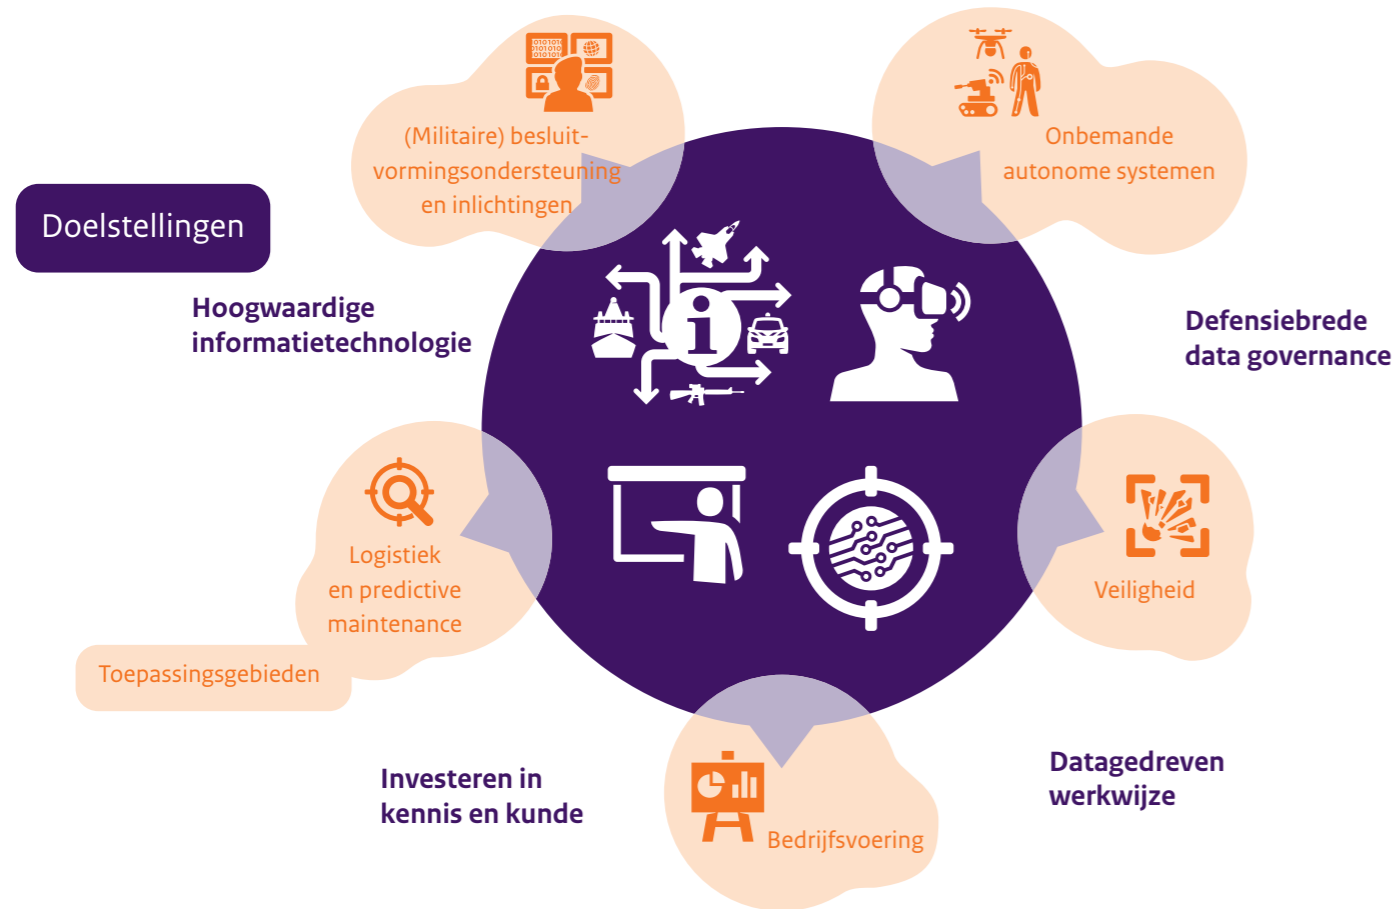 (Militaire) besluit-
vormingsondersteuning
en inlichtingen
Onbemande
autonome systemen
Doelstellingen
Hoogwaardige
informatietechnologie
Defensiebrede
data governance
Logistiek
en predictive
maintenance
Veiligheid
Toepassingsgebieden
Investeren in
kennis en kunde
Datagedreven
werkwijze
Bedrijfsvoering